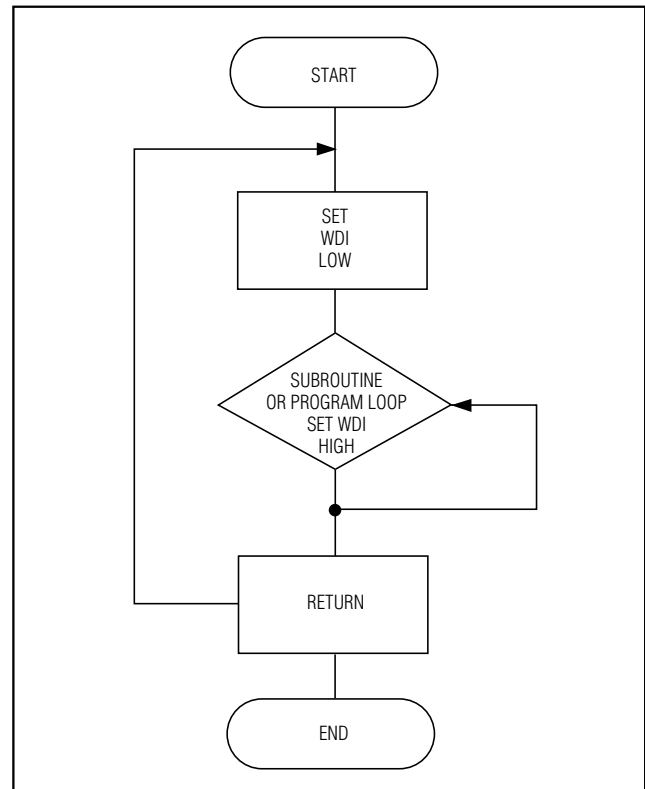 START
SET
WDI
LOW
SUBROUTINE
OR PROGRAM LOOP
SET WDI
HIGH
RETURN
END